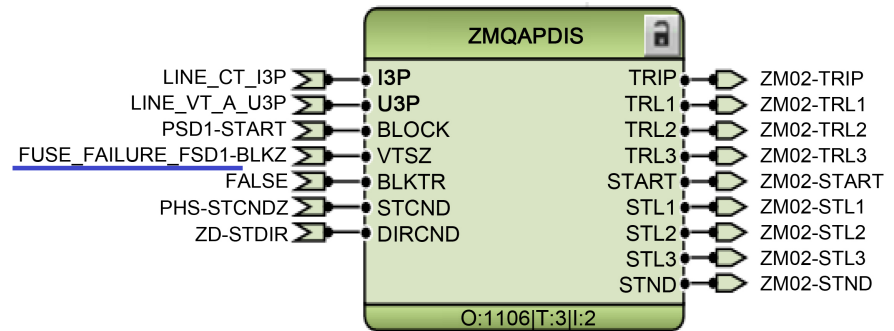 ZMQAPDIS
LINE_CT_I3P I3P TRIP ZM02-TRIP
LINE_VT_A_U3P U3P TRL1 ZM02-TRL1
PSD1-START BLOCK TRL2 ZM02-TRL2
FUSE_FAILURE_FSD1-BLKZ VTSZ TRL3 ZM02-TRL3
FALSE BLKTR START ZM02-START
PHS-STCNDZ STCND STL1 ZM02-STL1
ZD-STDIR DIRCND STL2 ZM02-STL2
STL3 ZM02-STL3
STND ZM02-STND
O:1106|T:3|I:2